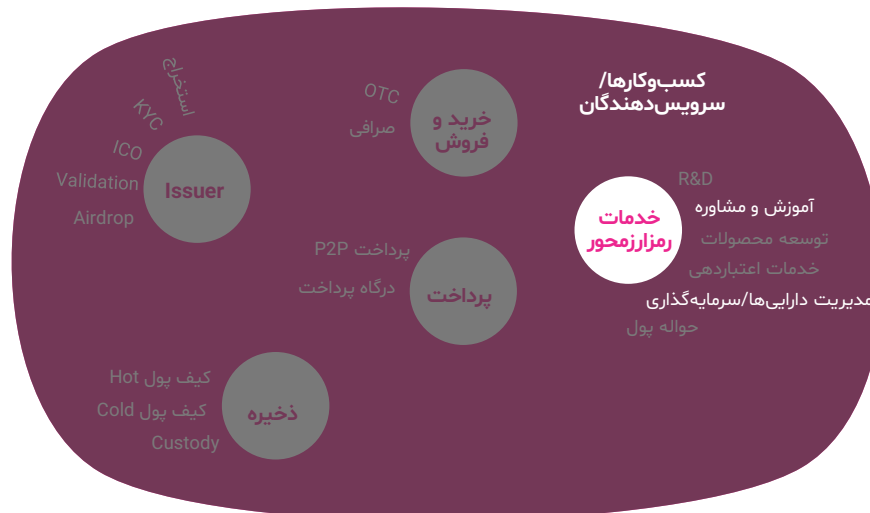 کسب‌وکارها/
سرویس‌دهندگان
خدمات
رمزارزمحور
R&D
آموزش و مشاوره
توسعه محصولات
خدمات اعتباردهی
مدیریت دارایی‌ها/سرمایه‌گذاری
حواله پول
خرید و
فروش
OTC
صرافی
پرداخت
پرداخت P2P
درگاه پرداخت
Issuer
استخراج
KYC
ICO
Validation
Airdrop
ذخیره
کیف پول Hot
کیف پول Cold
Custody